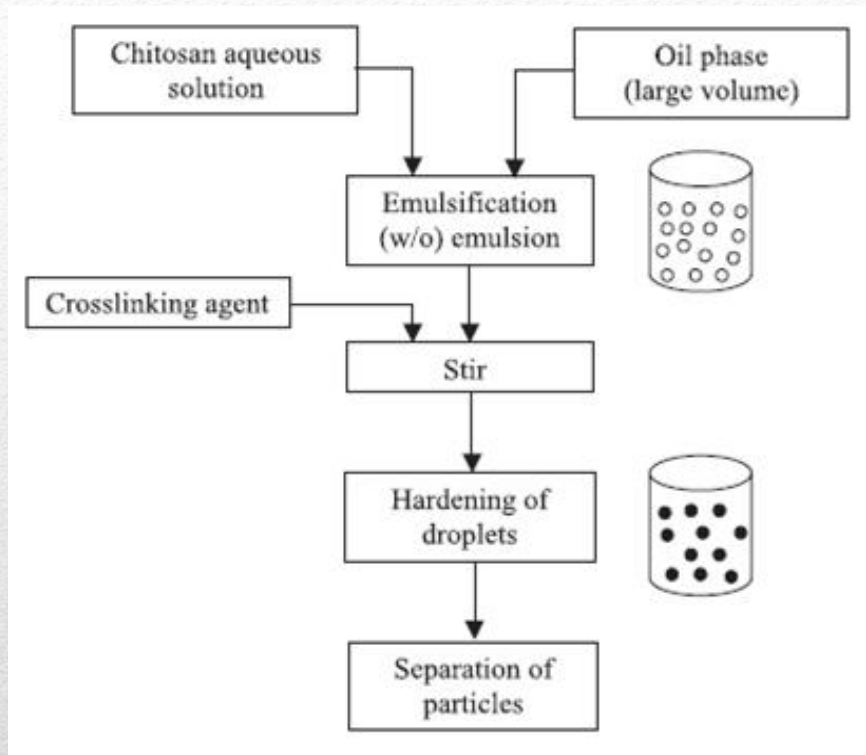 Chitosan aqueous
solution
Oil phase
(large volume)
Emulsification
(w/o) emulsion
Crosslinking agent
Stir
Hardening of
droplets
Separation of
particles